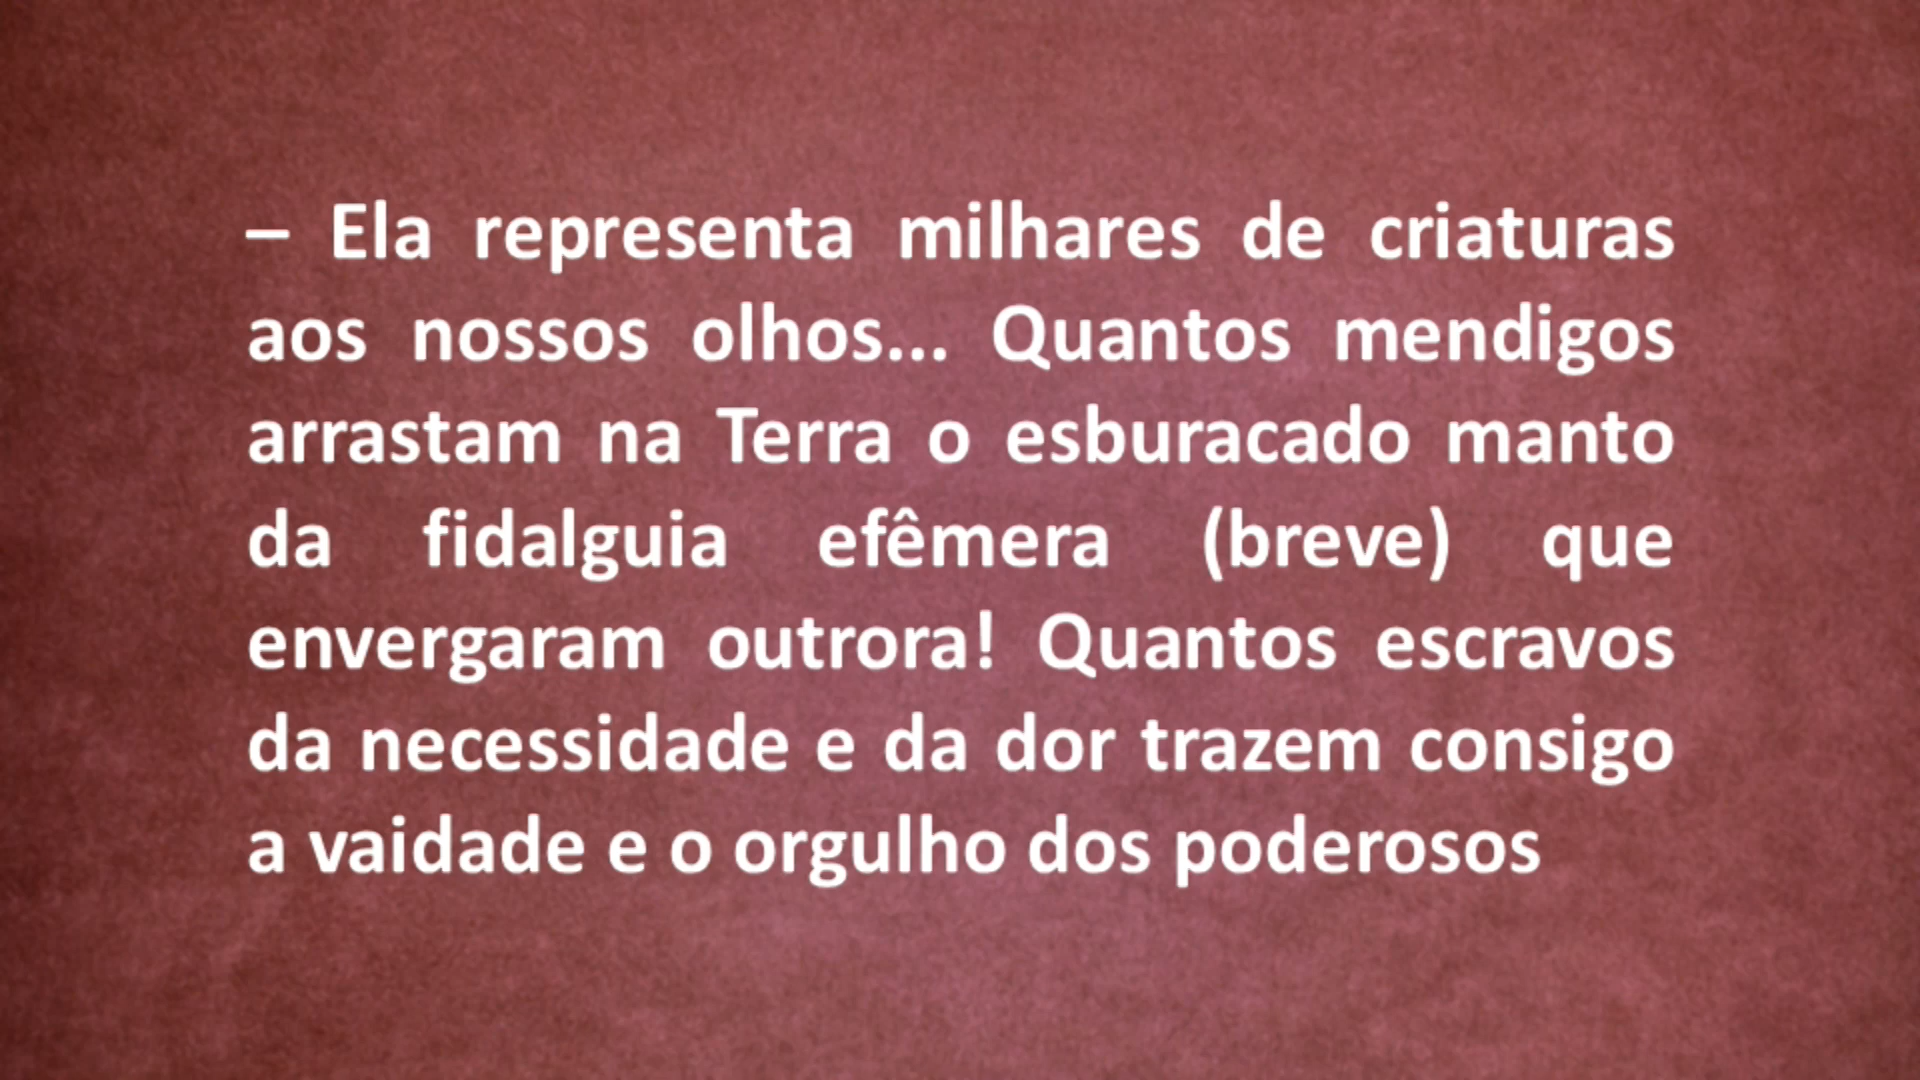 – Ela representa milhares de criaturas
aos nossos olhos... Quantos mendigos
arrastam na Terra o esburacado manto
da fidalguia efêmera (breve) que
envergaram outrora! Quantos escravos
da necessidade e da dor trazem consigo
a vaidade e o orgulho dos poderosos